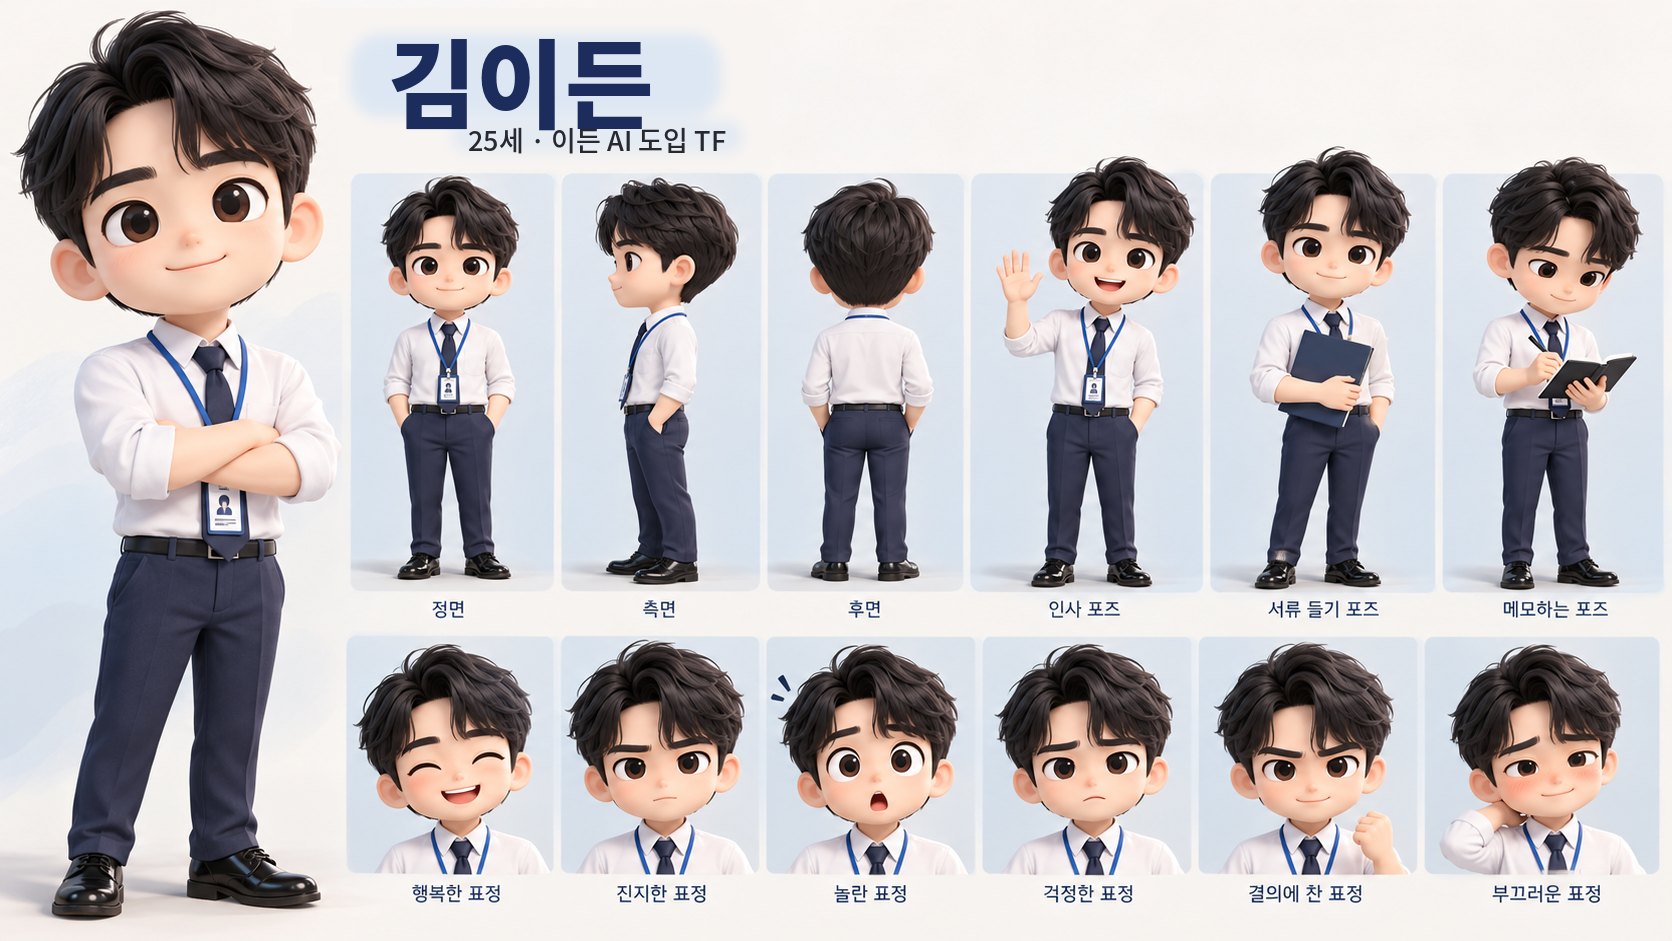 김이든
25세 · 이든 AI 도입 TF
정면
측면
후면
인사 포즈
서류 들기 포즈
메모하는 포즈
행복한 표정
진지한 표정
놀란 표정
걱정한 표정
결의에 찬 표정
부끄러운 표정